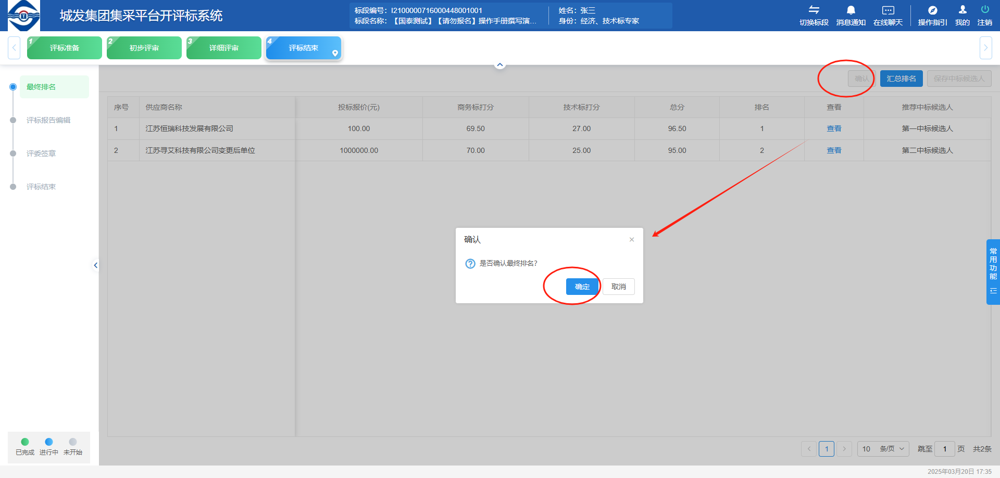 城发集团集采平台开评标系统
标段编号：I2100000716000448001001
标段名称：【国泰测试】【请勿报名】操作手册撰写演...
姓名：张三
身份：经济、技术标专家
切换标段
消息通知
在线聊天
操作指引
我的
注销
1 评标准备
2 初步评审
3 详细评审
4 评标结束
最终排名
评标报告编辑
评委签章
评标结束
确认
汇总排名
保存中标候选人
序号 供应商名称 投标报价(元) 商务标打分 技术标打分 总分 排名 查看 推荐中标候选人
1 江苏恒瑞科技发展有限公司 100.00 69.50 27.00 96.50 1 查看 第一中标候选人
2 江苏寻艾科技有限公司变更后单位 1000000.00 70.00 25.00 95.00 2 查看 第二中标候选人
确认
×
? 是否确认最终排名?
确定
取消
常用功能
已完成 进行中 未开始
1 10 条/页 跳至 1 页 共2条
2025年03月20日 17:35